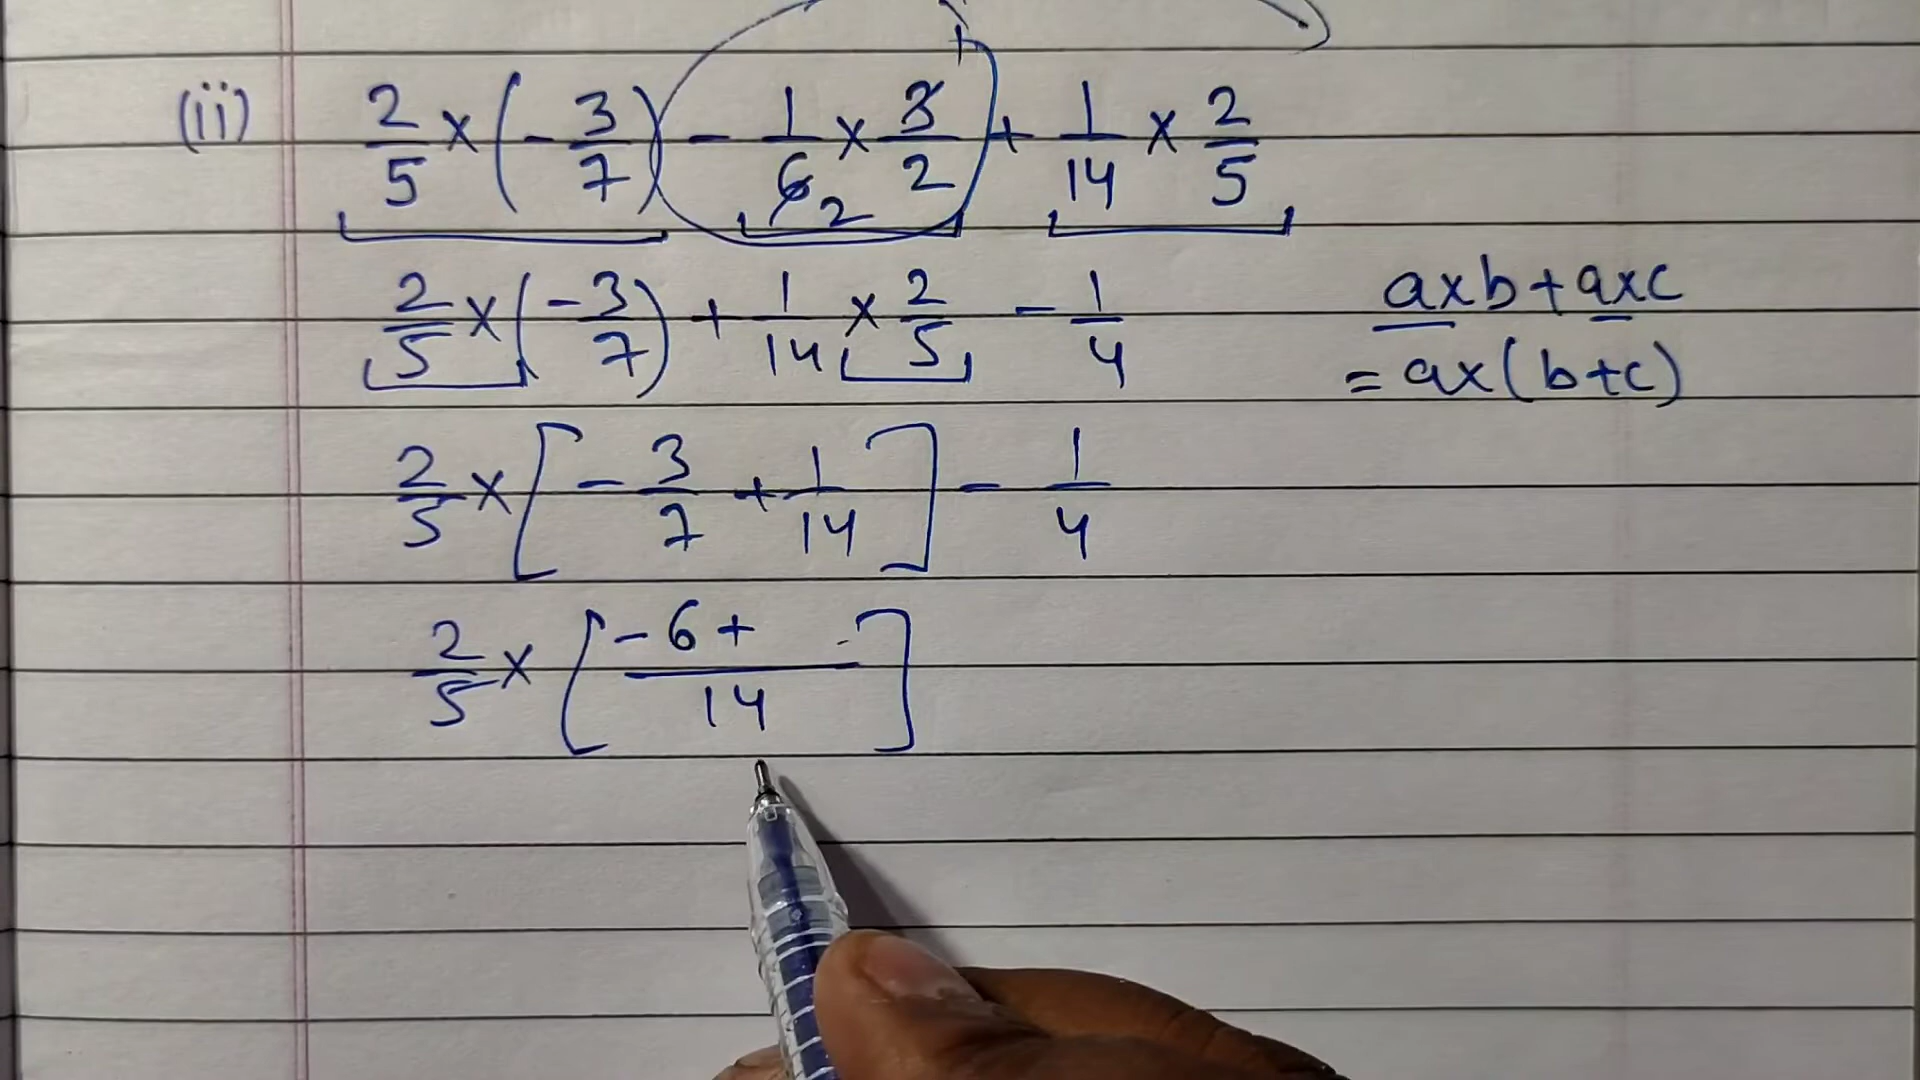 (ii) 2/5 × (-3/7) - 1/6 × 3/2 + 1/14 × 2/5
2
2/5 × (-3/7) + 1/14 × 2/5 - 1/4
a×b+a×c
= a×(b+c)
2/5 × [-3/7 + 1/14] - 1/4
2/5 × [-6+ /14]